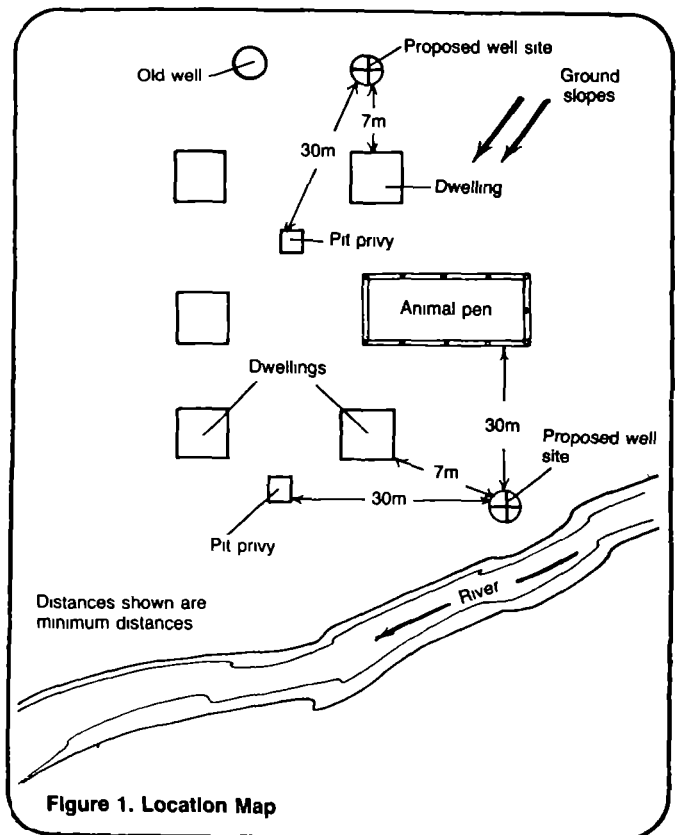 Proposed well site
Old well
Ground
slopes
7m
30m
Dwelling
Pit privy
Animal pen
Dwellings
30m
Proposed well
site
7m
30m
Pit privy
River
Distances shown are
minimum distances
Figure 1. Location Map